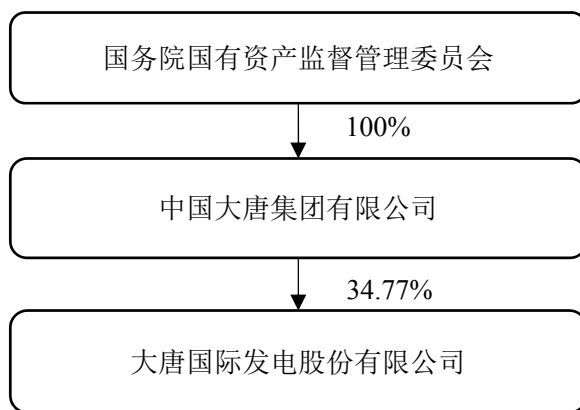 国务院国有资产监督管理委员会
100%
中国大唐集团有限公司
34.77%
大唐国际发电股份有限公司